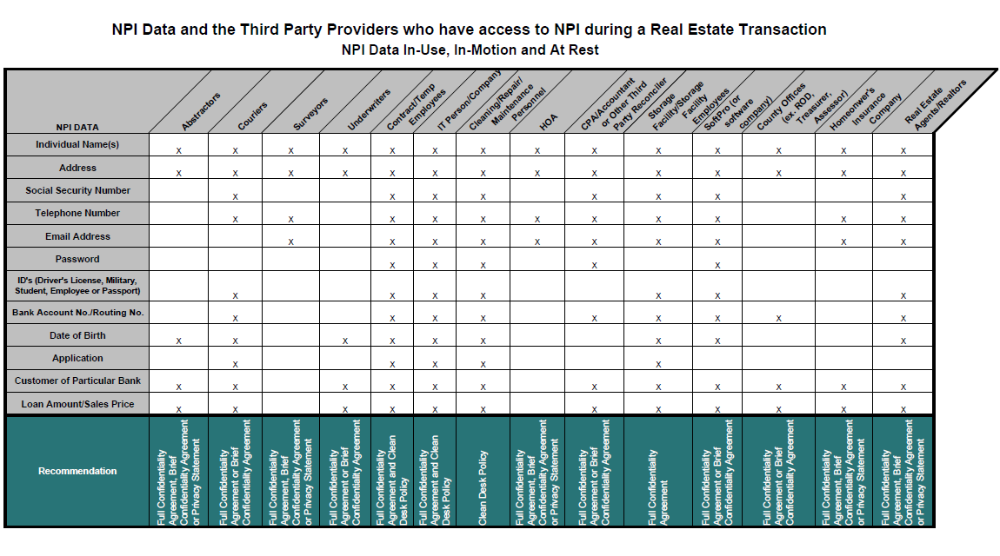 NPI Data and the Third Party Providers who have access to NPI during a Real Estate Transaction
NPI Data In-Use, In-Motion and At Rest
NPI DATA
Abstractors
Couriers
Surveyors
Underwriters
Contract/Temp
Employees
IT Person/Company
Cleaning/Repair/
Maintenance
Personnel
HOA
CPA/Accountant
or Other Third
Party Reconciler
Storage
Facility/Storage
Facility
Employees
SoftPro (or
software
company)
County Offices
(ex. ROD,
Treasurer,
Assessor)
Homeonwer's
Insurance
Company
Real Estate
Agents/Realtors
Individual Name(s) X X X X X X X X X X X X X X
Address X X X X X X X X X X X X X X
Social Security Number X X X X X X X X
Telephone Number X X X X X X X X X X X
Email Address X X X X X X X X X X
Password X X X X X
ID's (Driver's License, Military,
Student, Employee or Passport) X X X X X X X
Bank Account No./Routing No. X X X X X X X X X
Date of Birth X X X X X X X X X
Application X X X X X
Customer of Particular Bank X X X X X X X X X X X X
Loan Amount/Sales Price X X X X X X X X X X X X
Recommendation
Full Confidentiality
Agreement, Brief
Confidentiality Agreement
or Privacy Statement
Full Confidentiality
Agreement or Brief
Confidentiality Agreement
Full Confidentiality
Agreement, Brief
Confidentiality Agreement
or Privacy Statement
Full Confidentiality
Agreement or Brief
Confidentiality Agreement
Full Confidentiality
Agreement and Clean
Desk Policy
Full Confidentiality
Agreement and Clean
Desk Policy
Clean Desk Policy
Full Confidentiality
Agreement, Brief
Confidentiality Agreement
or Privacy Statement
Full Confidentiality
Agreement or Brief
Confidentiality Agreement
Full Confidentiality
Agreement
Full Confidentiality
Agreement or Brief
Confidentiality Agreement
Full Confidentiality
Agreement or Brief
Confidentiality Agreement
Full Confidentiality
Agreement, Brief
Confidentiality Agreement
or Privacy Statement
Full Confidentiality
Agreement, Brief
Confidentiality Agreement
or Privacy Statement